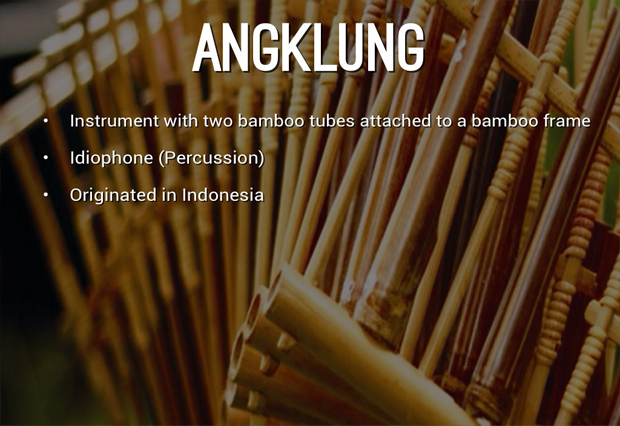 ANGKLUNG
• Instrument with two bamboo tubes attached to a bamboo frame
• Idiophone (Percussion)
• Originated in Indonesia